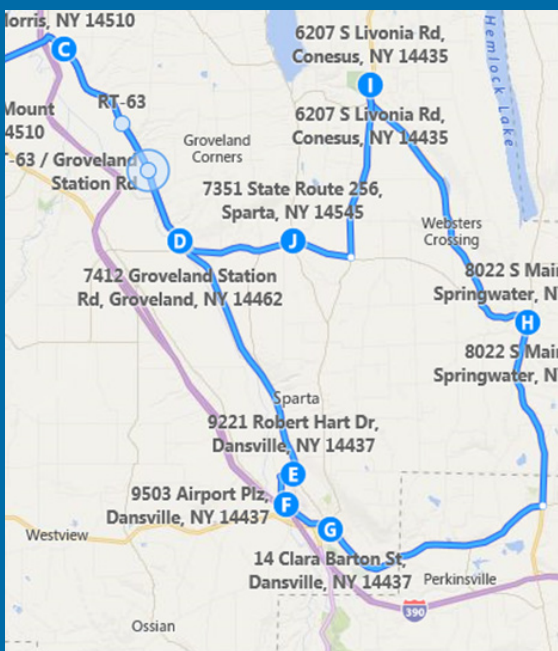 Iorris, NY 14510
C
Hemlock Lake
6207 S Livonia Rd,
Conesus, NY 14435
I
6207 S Livonia Rd,
Conesus, NY 14435
RT-63
Mount
4510
-63 / Groveland
Station Rd
Groveland
Corners
7351 State Route 256,
Sparta, NY 14545
J
D
7412 Groveland Station
Rd, Groveland, NY 14462
Websters
Crossing
8022 S Main
Springwater, NY
H
8022 S Main
Springwater, NY
Sparta
9221 Robert Hart Dr,
Dansville, NY 14437
E
9503 Airport Plz,
Dansville, NY 14437
F
G
14 Clara Barton St,
Dansville, NY 14437
Westview
Perkinsville
390
Ossian